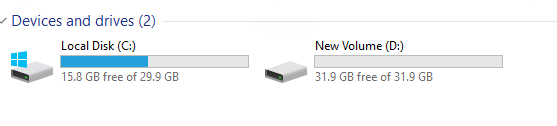 Devices and drives (2)
Local Disk (C:)
15.8 GB free of 29.9 GB
New Volume (D:)
31.9 GB free of 31.9 GB